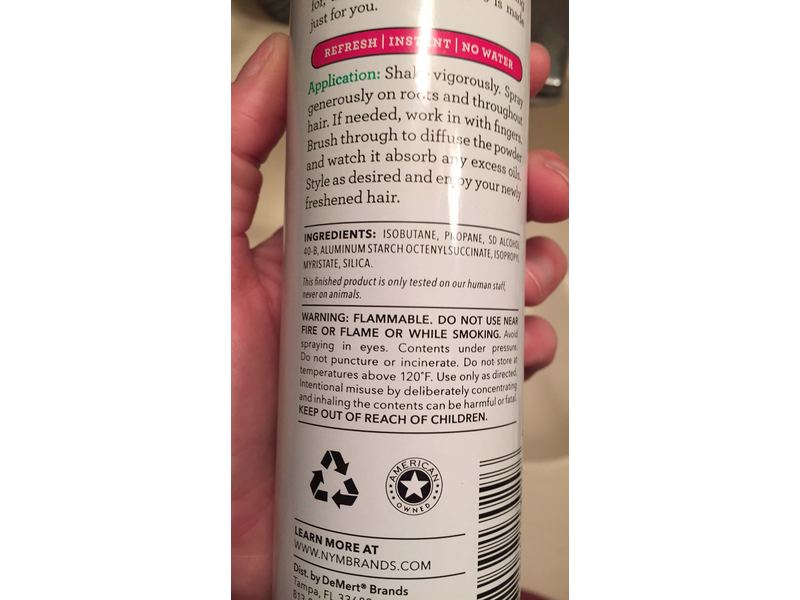 for,
is made
just for you.
REFRESH | INSTANT | NO WATER
Application: Shake vigorously. Spray
generously on roots and throughout
hair. If needed, work in with fingers.
Brush through to diffuse the powder
and watch it absorb any excess oils.
Style as desired and enjoy your newly
freshened hair.
INGREDIENTS: ISOBUTANE, PROPANE, SD ALCOHOL
40-B, ALUMINUM STARCH OCTENYLSUCCINATE, ISOPROPYL
MYRISTATE, SILICA.
This finished product is only tested on our human staff,
never on animals.
WARNING: FLAMMABLE. DO NOT USE NEAR
FIRE OR FLAME OR WHILE SMOKING. Avoid
spraying in eyes. Contents under pressure.
Do not puncture or incinerate. Do not store at
temperatures above 120°F. Use only as directed.
Intentional misuse by deliberately concentrating
and inhaling the contents can be harmful or fatal.
KEEP OUT OF REACH OF CHILDREN.
AMERICAN
OWNED
LEARN MORE AT
WWW.NYMBRANDS.COM
Dist. by DeMert® Brands
Tampa, FL